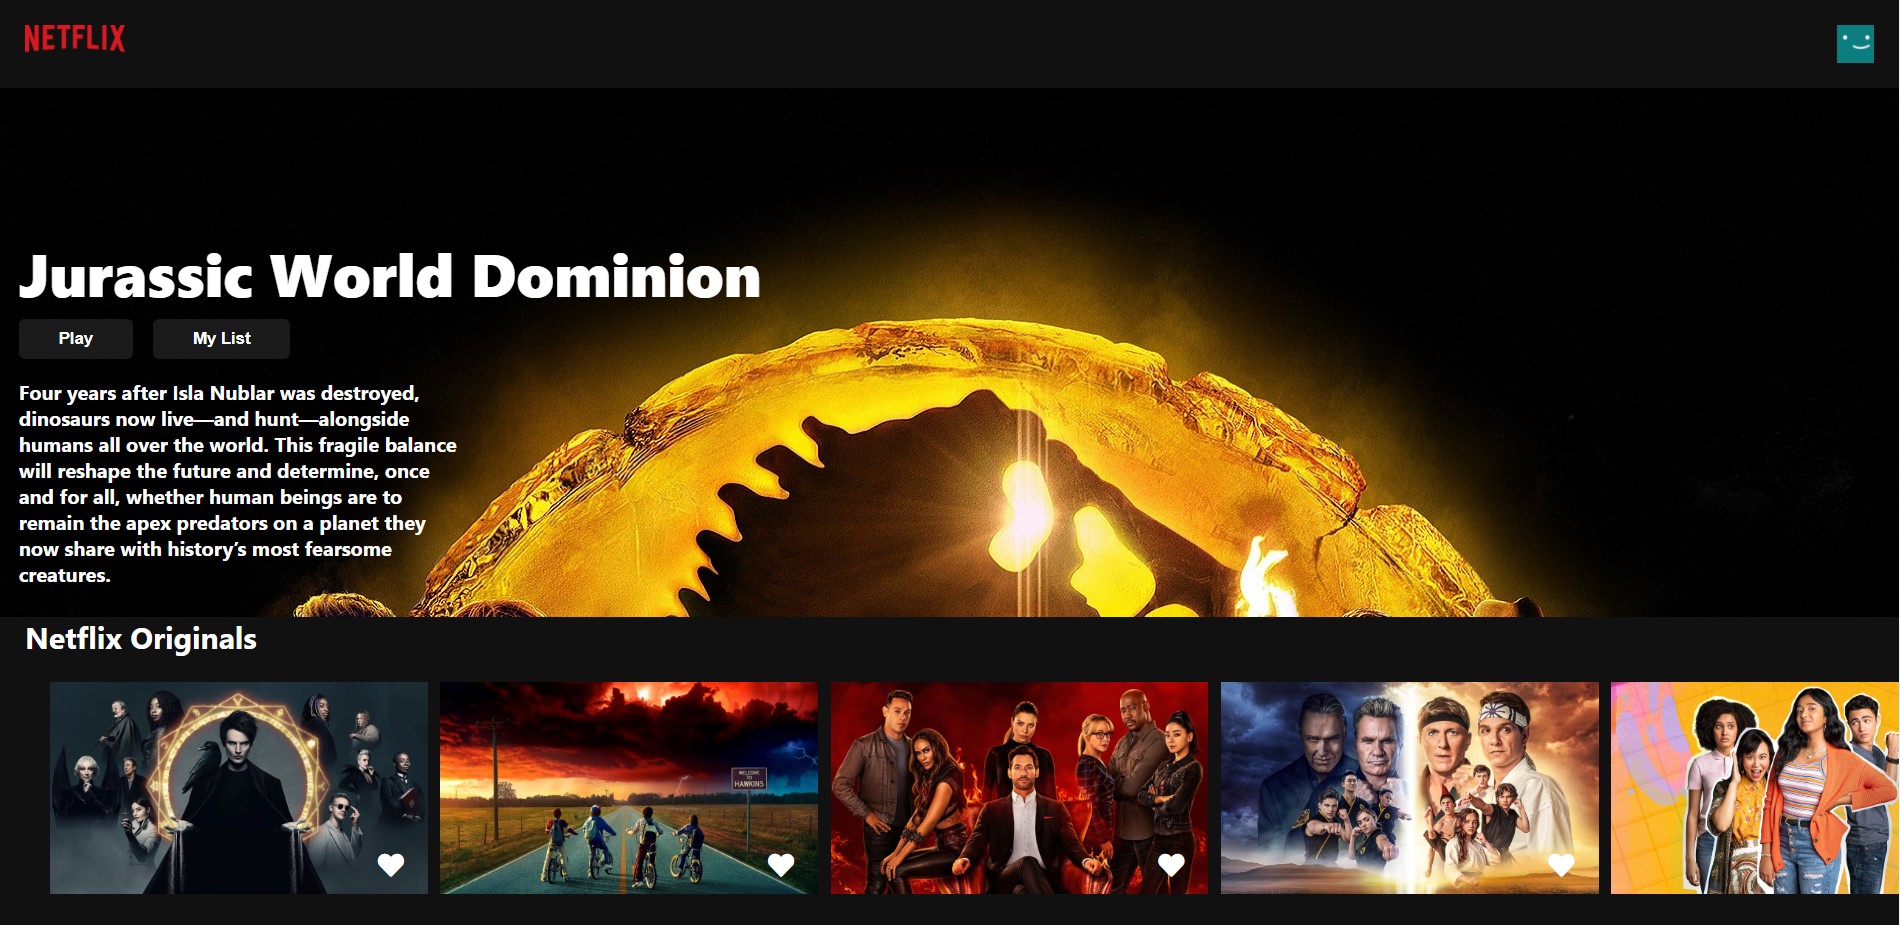 NETFLIX
Jurassic World Dominion
Play
My List
Four years after Isla Nublar was destroyed,
dinosaurs now live—and hunt—alongside
humans all over the world. This fragile balance
will reshape the future and determine, once
and for all, whether human beings are to
remain the apex predators on a planet they
now share with history’s most fearsome
creatures.
Netflix Originals
WELCOME
TO
HAWKINS